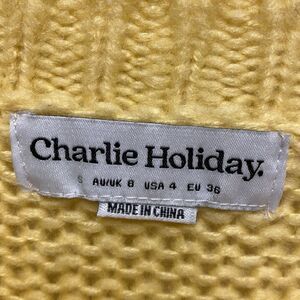 Charlie Holiday.
S AU/UK 8 USA 4 EU 36
MADE IN CHINA